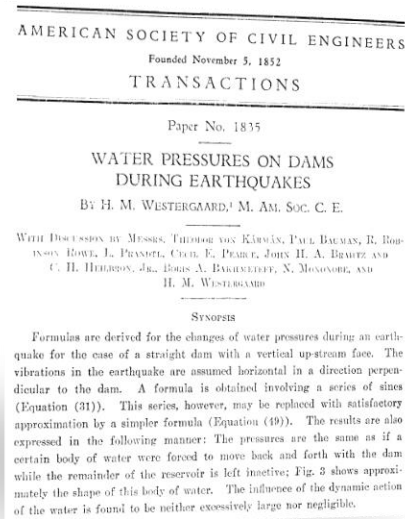 AMERICAN SOCIETY OF CIVIL ENGINEERS
Founded November 5, 1852
TRANSACTIONS
Paper No. 1835
WATER PRESSURES ON DAMS
DURING EARTHQUAKES
BY H. M. WESTERGAARD,¹ M. AM. SOC. C. E.
WITH DISCUSSION BY MESSRS. THEODOR VON KÁRMÁN, PAUL BAUMAN, R. ROB-
INSON ROWE, L. PRANDTL, CECIL E. PEARCE, JOHN H. A. BRAHTZ AND
C. H. HEILBRON, JR., BORIS A. BAKHMETEFF, N. MONONOBE, AND
H. M. WESTERGAARD
SYNOPSIS
Formulas are derived for the changes of water pressures during an earth-
quake for the case of a straight dam with a vertical up-stream face. The
vibrations in the earthquake are assumed horizontal in a direction perpen-
dicular to the dam. A formula is obtained involving a series of sines
(Equation (31)). This series, however, may be replaced with satisfactory
approximation by a simpler formula (Equation (49)). The results are also
expressed in the following manner: The pressures are the same as if a
certain body of water were forced to move back and forth with the dam
while the remainder of the reservoir is left inactive; Fig. 3 shows approxi-
mately the shape of this body of water. The influence of the dynamic action
of the water is found to be neither excessively large nor negligible.